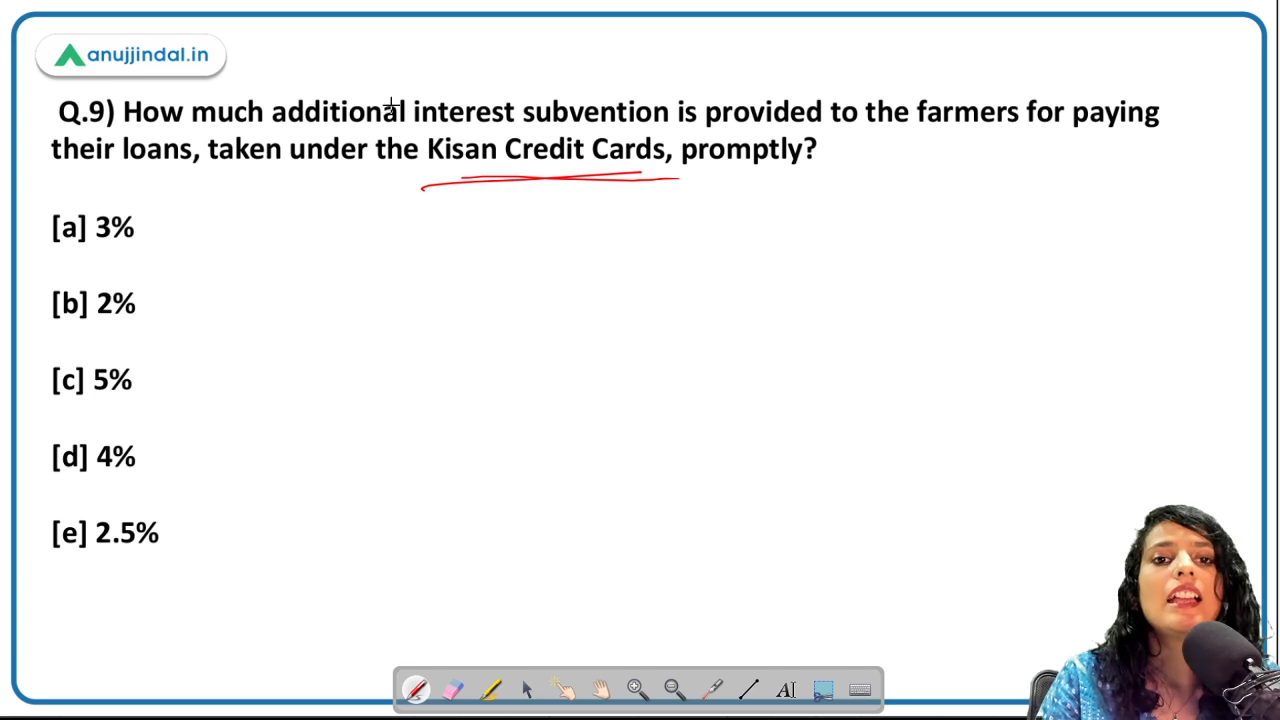 anujjindal.in
Q.9) How much additional interest subvention is provided to the farmers for paying
their loans, taken under the Kisan Credit Cards, promptly?
[a] 3%
[b] 2%
[c] 5%
[d] 4%
[e] 2.5%
A